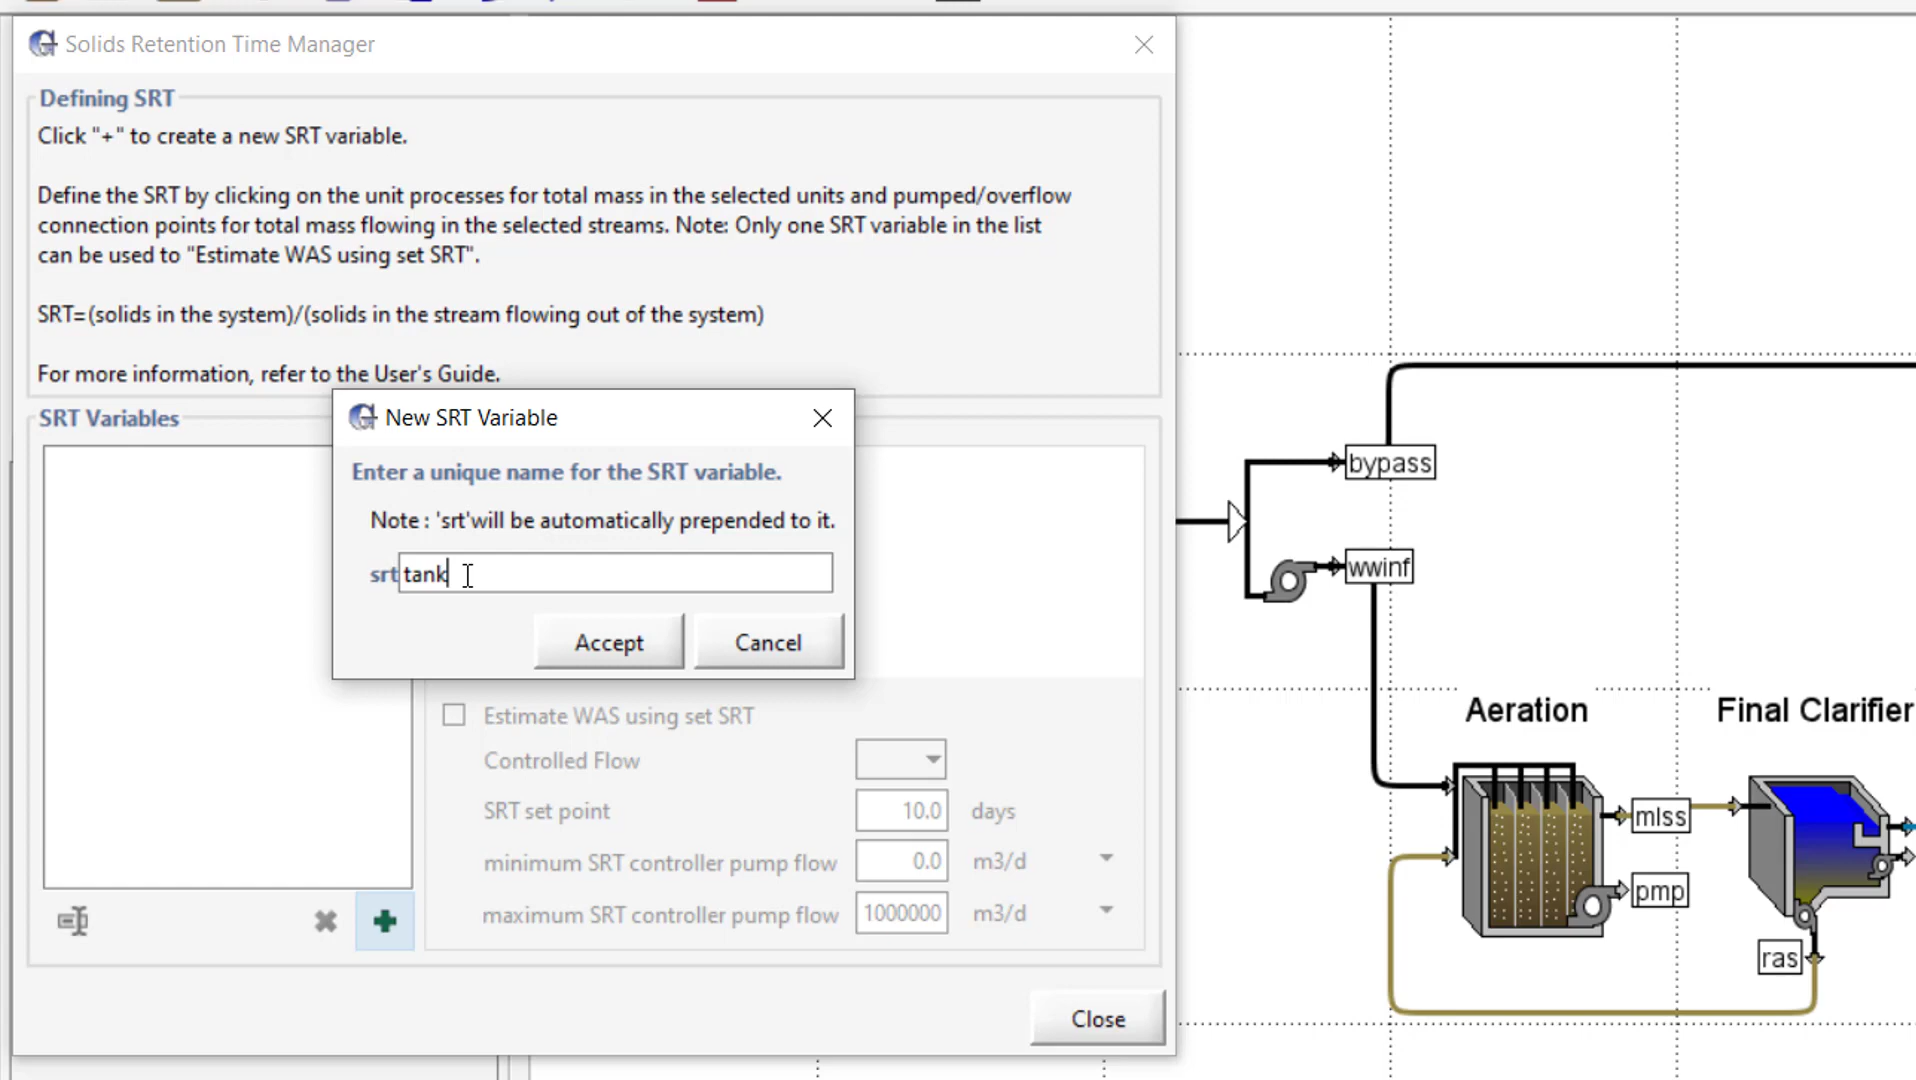 Solids Retention Time Manager
Defining SRT
Click "+" to create a new SRT variable.
Define the SRT by clicking on the unit processes for total mass in the selected units and pumped/overflow
connection points for total mass flowing in the selected streams. Note: Only one SRT variable in the list
can be used to "Estimate WAS using set SRT".
SRT=(solids in the system)/(solids in the stream flowing out of the system)
For more information, refer to the User's Guide.
SRT Variables
New SRT Variable
Enter a unique name for the SRT variable.
Note : 'srt'will be automatically prepended to it.
srt tank
Accept Cancel
Estimate WAS using set SRT
Controlled Flow
SRT set point 10.0 days
minimum SRT controller pump flow 0.0 m3/d
maximum SRT controller pump flow 1000000 m3/d
Close
bypass
wwinf
Aeration Final Clarifier
mlss
pmp
ras